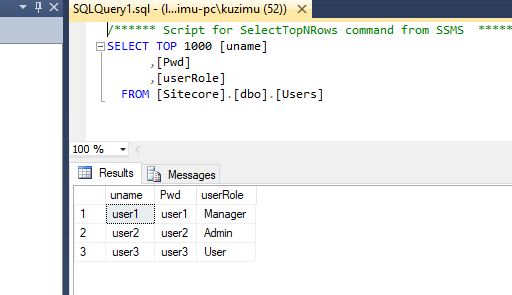 SQLQuery1.sql - (l...imu-pc\kuzimu (52))
/****** Script for SelectTopNRows command from SSMS *****
SELECT TOP 1000 [uname]
,[Pwd]
,[userRole]
FROM [Sitecore].[dbo].[Users]
100 %
Results Messages
uname Pwd userRole
1 user1 user1 Manager
2 user2 user2 Admin
3 user3 user3 User